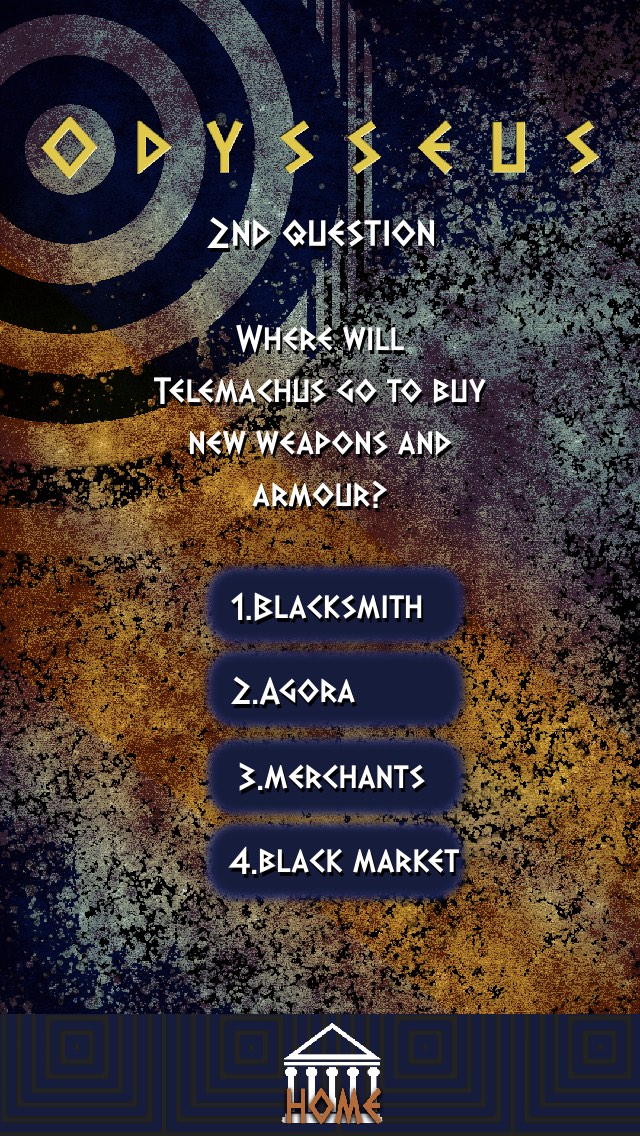 ODYSSEUS
2nd question
Where will
Telemachus go to buy
new weapons and
armour?
1.Blacksmith
2.Agora
3.merchants
4.black market
HOME